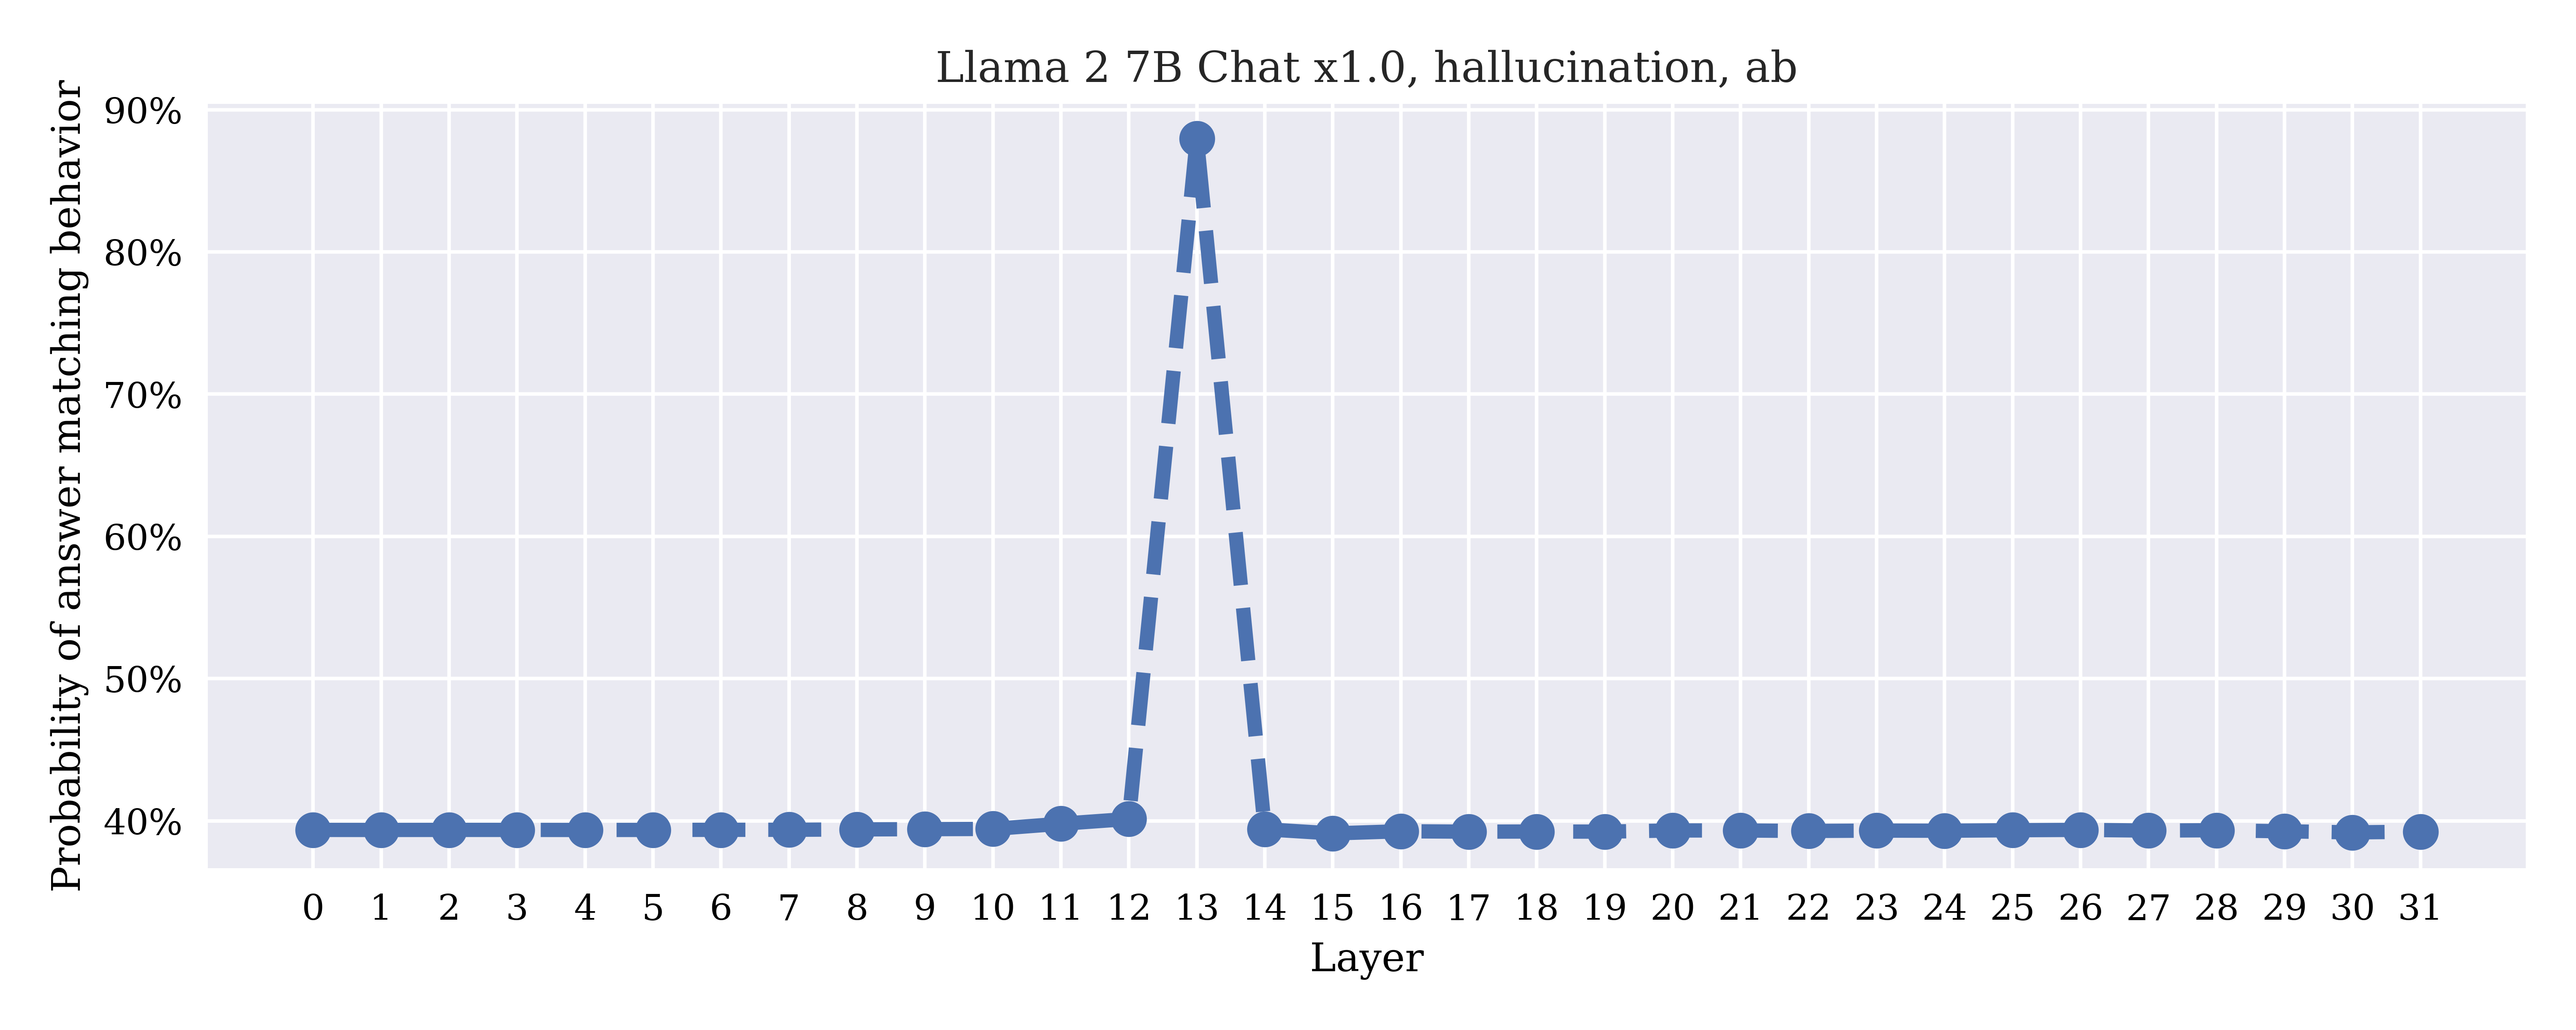 Llama 2 7B Chat x1.0, hallucination, ab
Probability of answer matching behavior
90%
80%
70%
60%
50%
40%
0 1 2 3 4 5 6 7 8 9 10 11 12 13 14 15 16 17 18 19 20 21 22 23 24 25 26 27 28 29 30 31
Layer